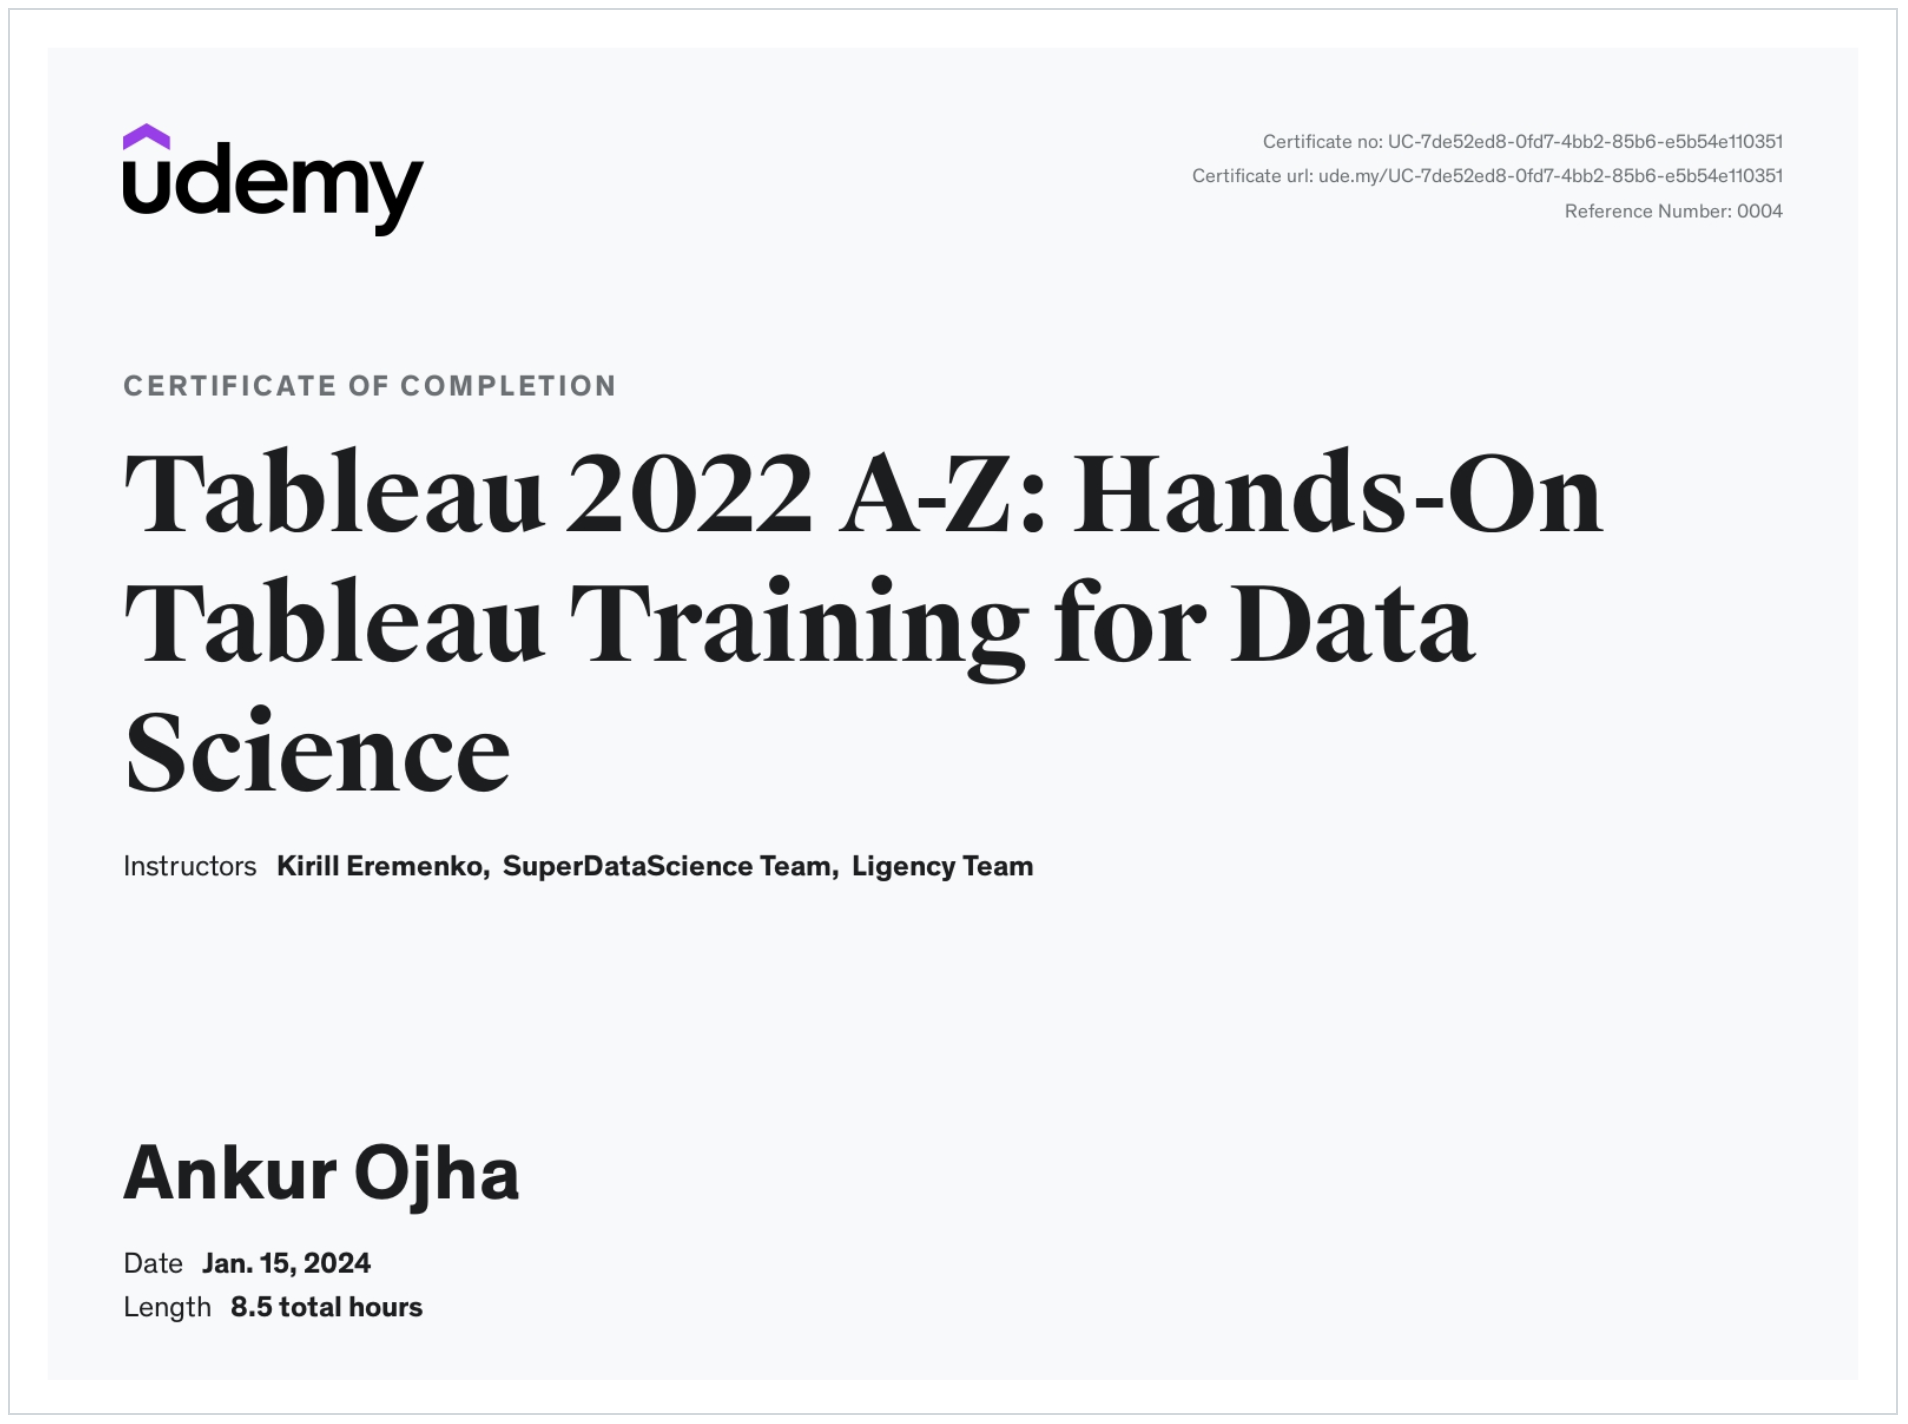 udemy
Certificate no: UC-7de52ed8-0fd7-4bb2-85b6-e5b54e110351
Certificate url: ude.my/UC-7de52ed8-0fd7-4bb2-85b6-e5b54e110351
Reference Number: 0004
CERTIFICATE OF COMPLETION
Tableau 2022 A-Z: Hands-On
Tableau Training for Data
Science
Instructors Kirill Eremenko, SuperDataScience Team, Ligency Team
Ankur Ojha
Date Jan. 15, 2024
Length 8.5 total hours